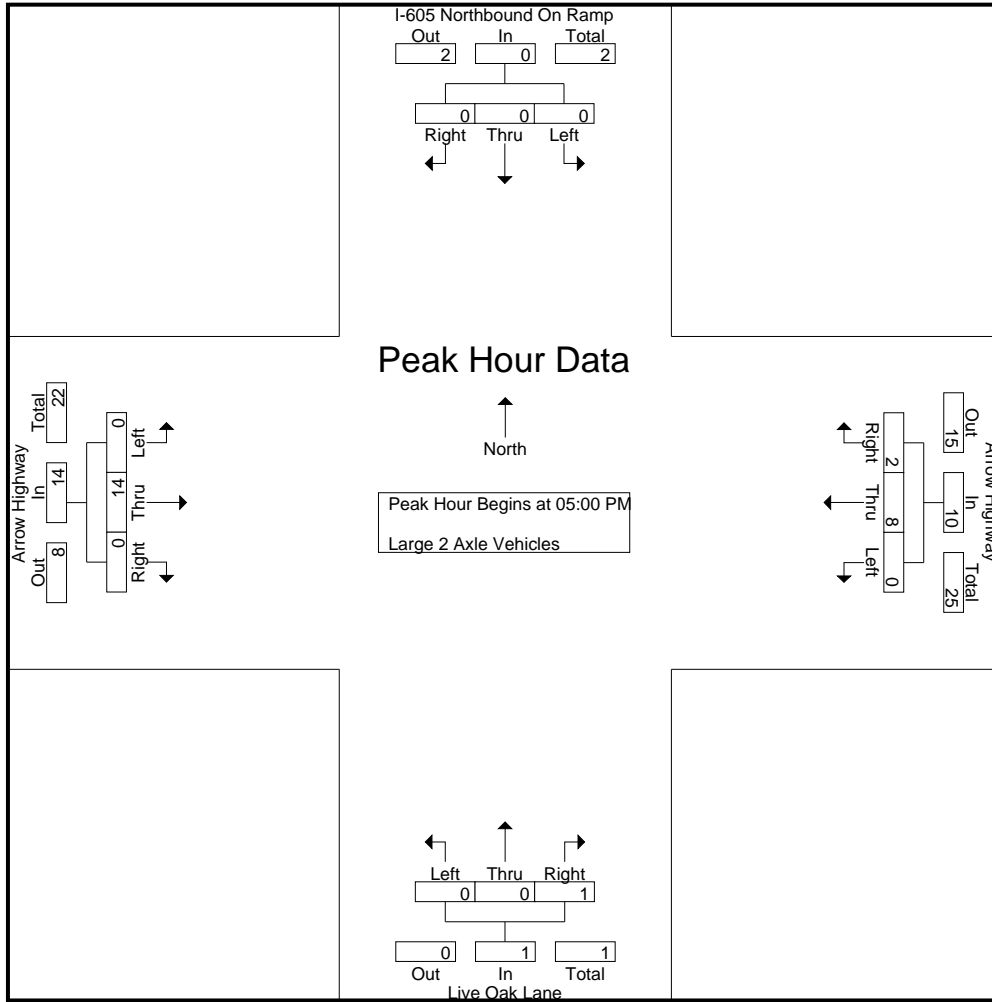 I-605 Northbound On Ramp
Out In Total
2 0 2
0 0 0
Right Thru Left
Peak Hour Data
North
Peak Hour Begins at 05:00 PM
Large 2 Axle Vehicles
Arrow Highway
Out In Total
8 14 22
Left Thru Right
0 14 0
Arrow Highway
Out In Total
15 10 25
Right Thru Left
2 8 0
Left Thru Right
0 0 1
0 1 1
Out In Total
Live Oak Lane